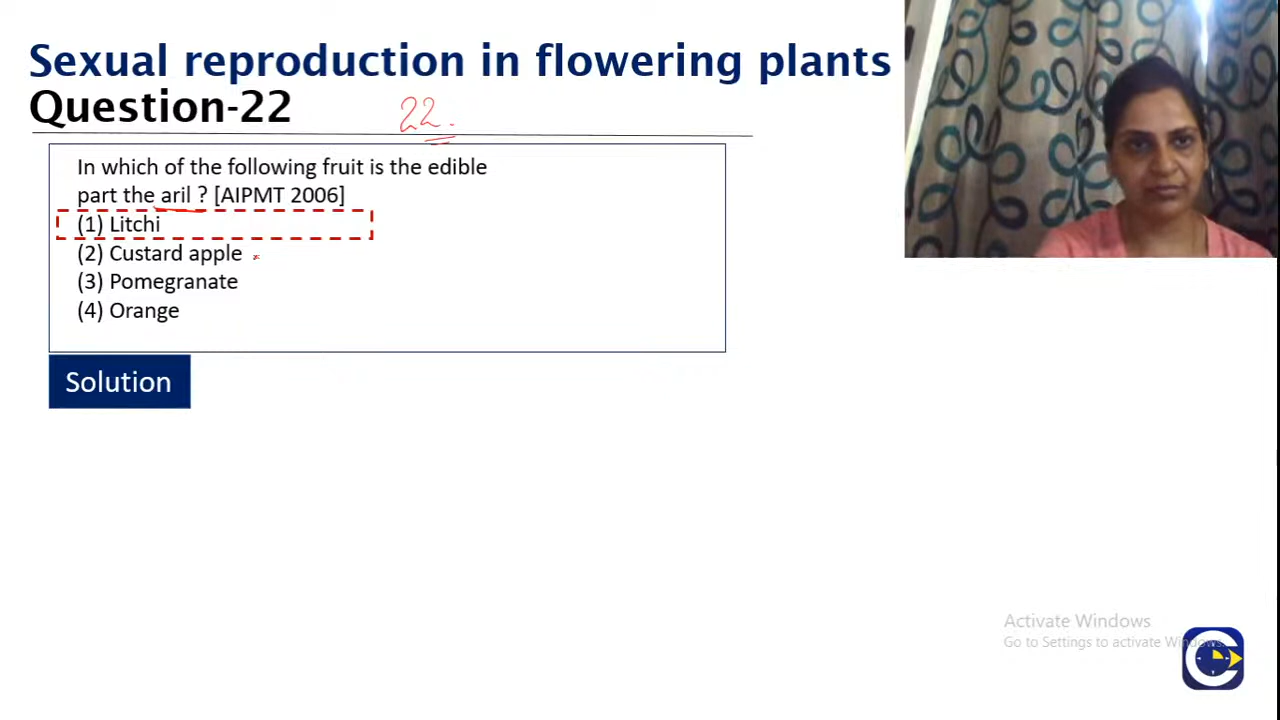 Sexual reproduction in flowering plants
Question-22
22.
In which of the following fruit is the edible
part the aril ? [AIPMT 2006]
(1) Litchi
(2) Custard apple
(3) Pomegranate
(4) Orange
Solution
Activate Windows
Go to Settings to activate Windows.